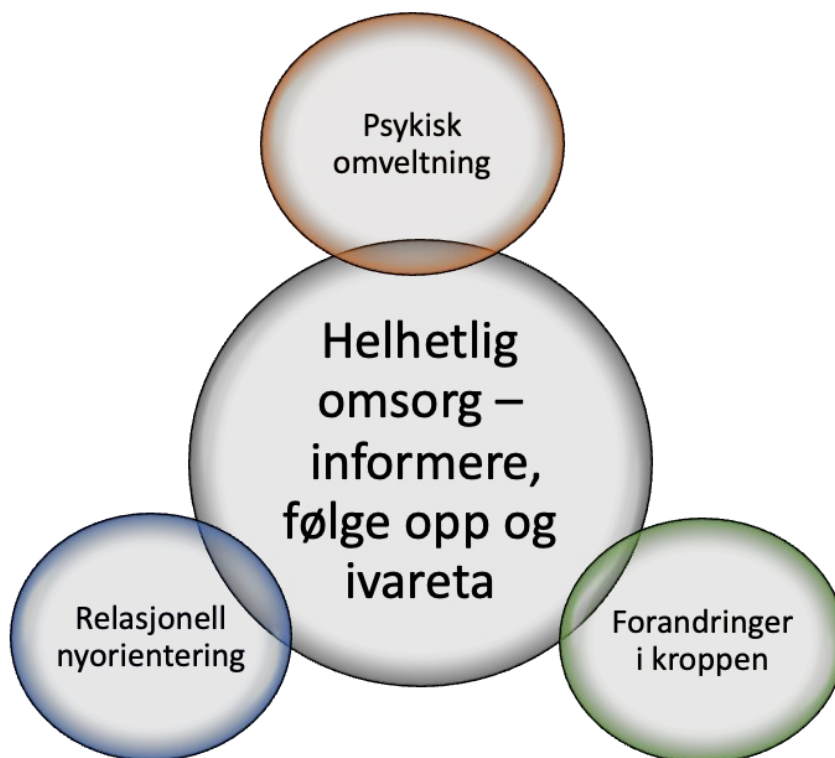 Psykisk
omveltning
Helhetlig
omsorg –
informere,
følge opp og
ivareta
Relasjonell
nyorientering
Forandringer
i kroppen